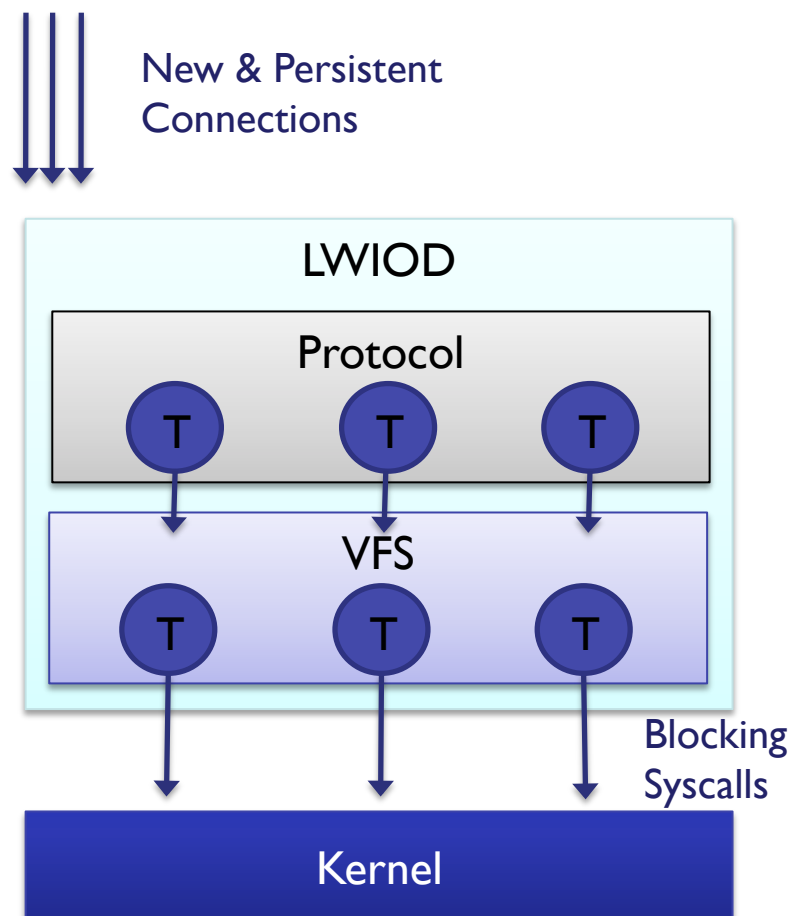 New & Persistent
Connections
LWIOD
Protocol
T T T
VFS
T T T
Blocking
Syscalls
Kernel